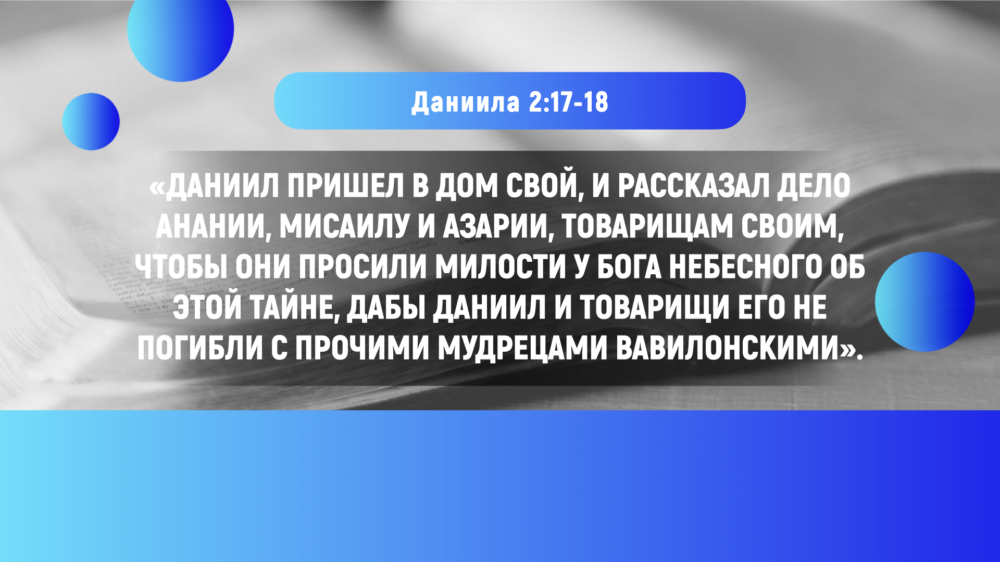 Даниила 2:17-18
«ДАНИИЛ ПРИШЕЛ В ДОМ СВОЙ, И РАССКАЗАЛ ДЕЛО
АНАНИИ, МИСАИЛУ И АЗАРИИ, ТОВАРИЩАМ СВОИМ,
ЧТОБЫ ОНИ ПРОСИЛИ МИЛОСТИ У БОГА НЕБЕСНОГО ОБ
ЭТОЙ ТАЙНЕ, ДАБЫ ДАНИИЛ И ТОВАРИЩИ ЕГО НЕ
ПОГИБЛИ С ПРОЧИМИ МУДРЕЦАМИ ВАВИЛОНСКИМИ».